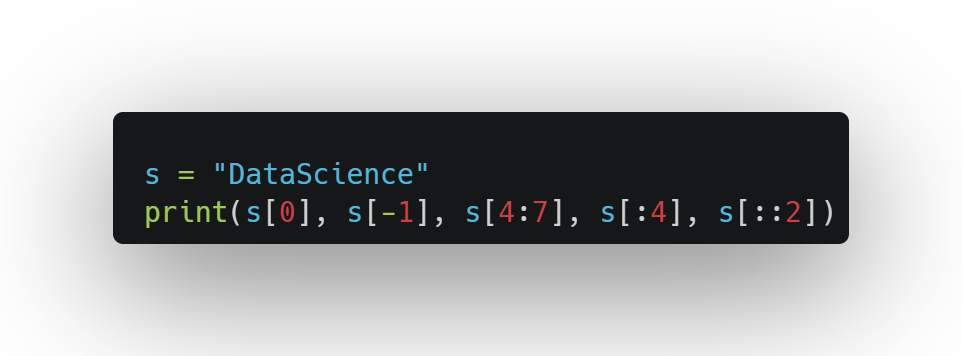 s = "DataScience"
print(s[0], s[-1], s[4:7], s[:4], s[::2])